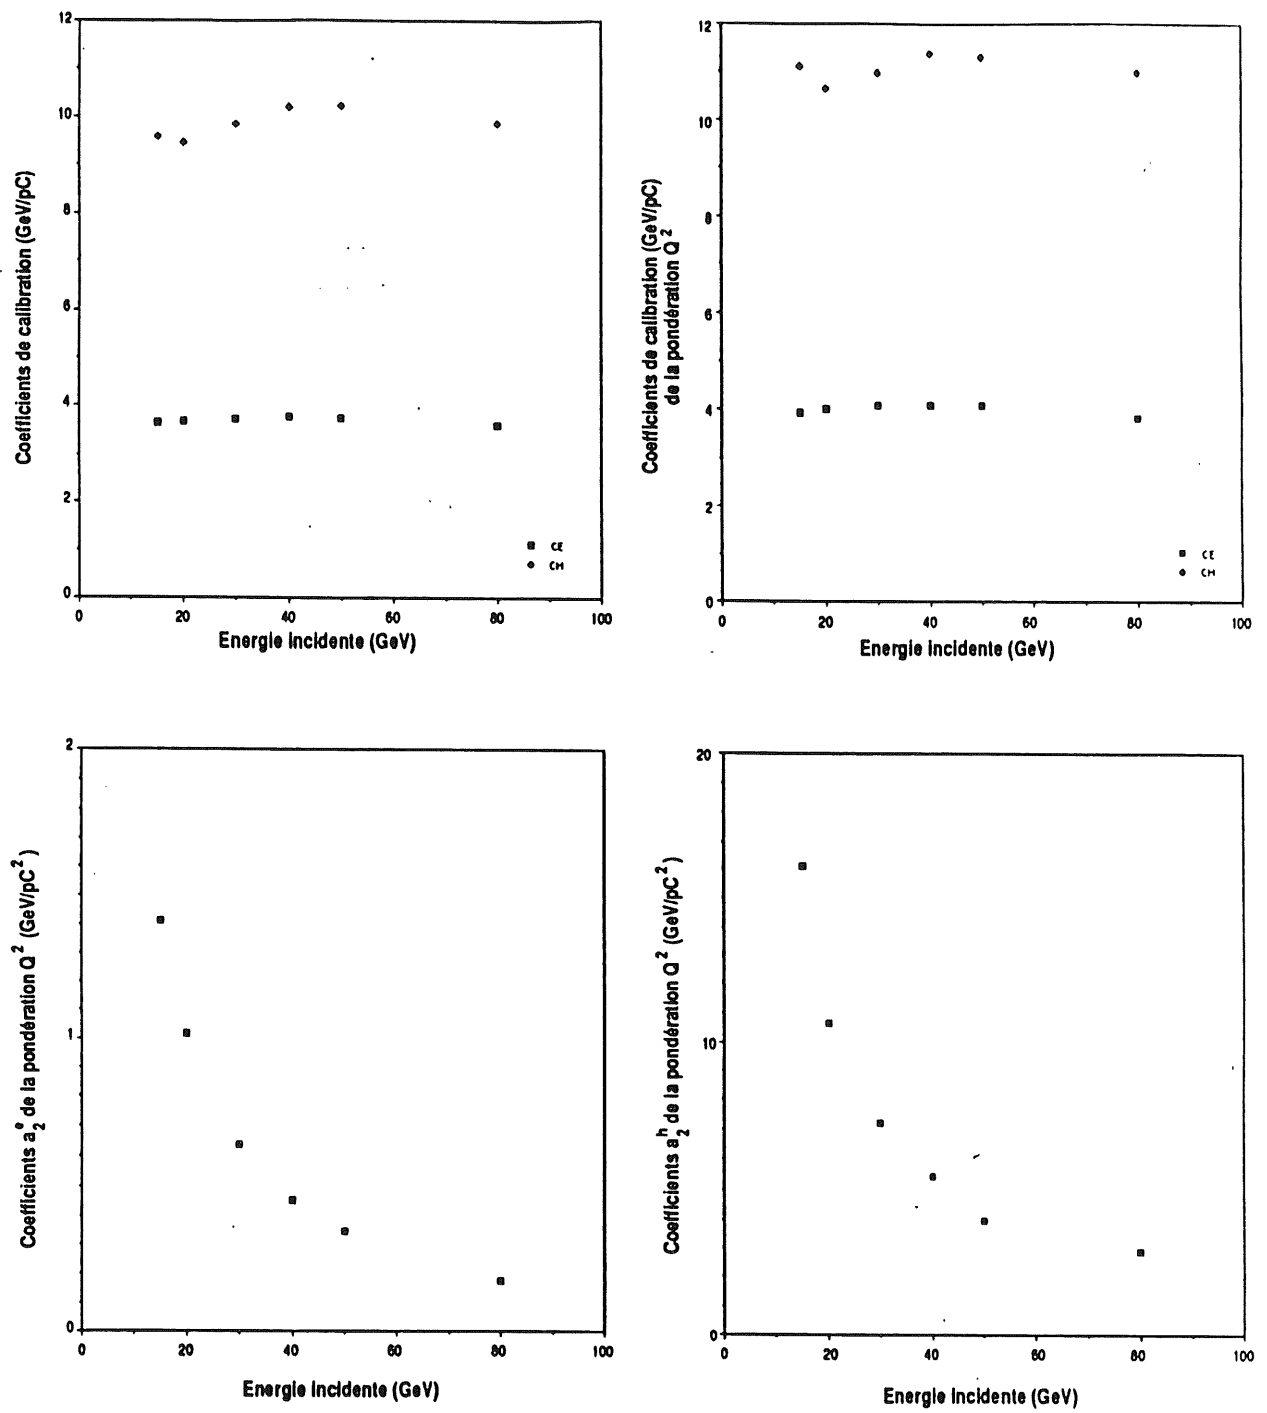 Coefficients de calibration (GeV/pC)
12
10
8
6
4
2
0
CE
CH
0 20 40 60 80 100
Energie Incidente (GeV)
Coefficients de calibration (GeV/pC)
de la pondération Q²
12
10
8
6
4
2
0
CE
CH
0 20 40 60 80 100
Energie Incidente (GeV)
Coefficients a₂ᵉ de la pondération Q² (GeV/pC²)
2
1
0
0 20 40 60 80 100
Energie Incidente (GeV)
Coefficients a₂ʰ de la pondération Q² (GeV/pC²)
20
10
0
0 20 40 60 80 100
Energie Incidente (GeV)